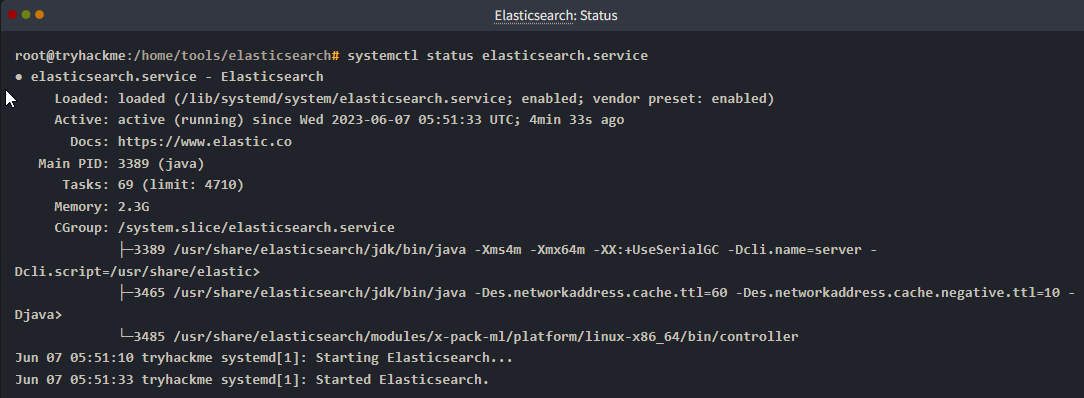 Elasticsearch: Status
root@tryhackme:/home/tools/elasticsearch# systemctl status elasticsearch.service
● elasticsearch.service - Elasticsearch
     Loaded: loaded (/lib/systemd/system/elasticsearch.service; enabled; vendor preset: enabled)
     Active: active (running) since Wed 2023-06-07 05:51:33 UTC; 4min 33s ago
       Docs: https://www.elastic.co
   Main PID: 3389 (java)
      Tasks: 69 (limit: 4710)
     Memory: 2.3G
     CGroup: /system.slice/elasticsearch.service
             ├─3389 /usr/share/elasticsearch/jdk/bin/java -Xms4m -Xmx64m -XX:+UseSerialGC -Dcli.name=server -
Dcli.script=/usr/share/elastic>
             ├─3465 /usr/share/elasticsearch/jdk/bin/java -Des.networkaddress.cache.ttl=60 -Des.networkaddress.cache.negative.ttl=10 -
Djava>
             └─3485 /usr/share/elasticsearch/modules/x-pack-ml/platform/linux-x86_64/bin/controller
Jun 07 05:51:10 tryhackme systemd[1]: Starting Elasticsearch...
Jun 07 05:51:33 tryhackme systemd[1]: Started Elasticsearch.